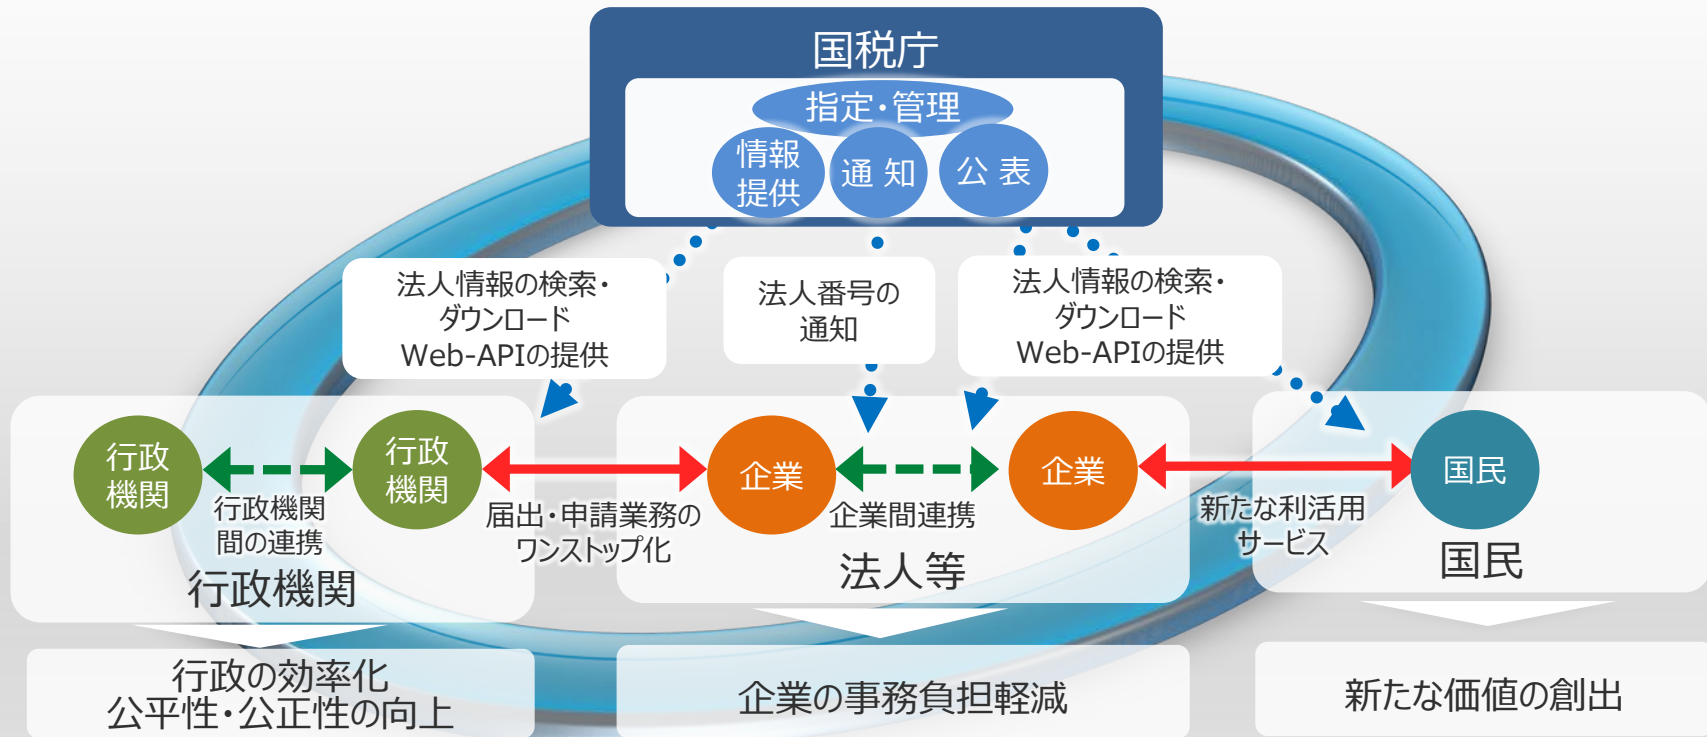 国税庁
指定・管理
情報
提供
通 知
公 表
法人情報の検索・
ダウンロード
Web-APIの提供
法人番号の
通知
法人情報の検索・
ダウンロード
Web-APIの提供
行政
機関
行政機関
間の連携
行政
機関
行政機関
届出・申請業務の
ワンストップ化
企業
企業間連携
企業
法人等
新たな利活用
サービス
国民
国民
行政の効率化
公平性・公正性の向上
企業の事務負担軽減
新たな価値の創出